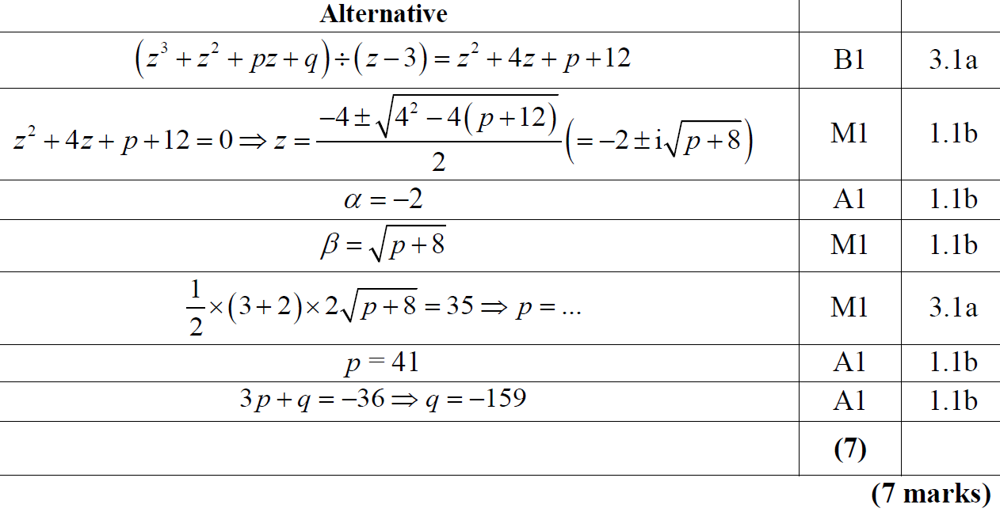 Alternative
(z³ + z² + pz + q) ÷ (z − 3) = z² + 4z + p + 12 B1 3.1a
z² + 4z + p + 12 = 0 ⇒ z = (−4 ± √(4² − 4(p + 12)))/2 (= −2 ± i√(p + 8)) M1 1.1b
α = −2 A1 1.1b
β = √(p + 8) M1 1.1b
1/2 × (3 + 2) × 2√(p + 8) = 35 ⇒ p = ... M1 3.1a
p = 41 A1 1.1b
3p + q = −36 ⇒ q = −159 A1 1.1b
(7)
(7 marks)